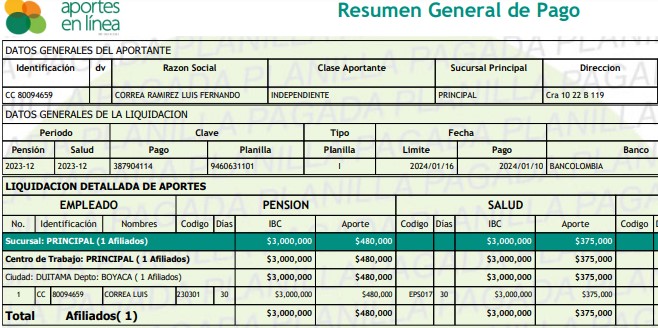 aportes
en línea
Resumen General de Pago
DATOS GENERALES DEL APORTANTE
Identificación dv Razon Social Clase Aportante Sucursal Principal Direccion
CC 80094659 CORREA RAMIREZ LUIS FERNANDO INDEPENDIENTE PRINCIPAL Cra 10 22 B 119
DATOS GENERALES DE LA LIQUIDACION
Periodo Clave Tipo Fecha
Pensión Salud Pago Planilla Planilla Limite Pago Banco
2023-12 2023-12 387904114 9460631101 I 2024/01/16 2024/01/10 BANCOLOMBIA
LIQUIDACION DETALLADA DE APORTES
EMPLEADO PENSION SALUD
No. Identificación Nombres Codigo Dias IBC Aporte Codigo Dias IBC Aporte Codigo
Sucursal: PRINCIPAL (1 Afiliados) $3,000,000 $480,000 $3,000,000 $375,000
Centro de Trabajo: PRINCIPAL ( 1 Afiliados) $3,000,000 $480,000 $3,000,000 $375,000
Ciudad: DUITAMA Depto: BOYACA ( 1 Afiliados) $3,000,000 $480,000 $3,000,000 $375,000
1 CC 80094659 CORREA LUIS 230301 30 $3,000,000 $480,000 EPS017 30 $3,000,000 $375,000
Total Afiliados( 1) $3,000,000 $480,000 $3,000,000 $375,000
PLANILLA PAGADA PLANILLA PAGADA